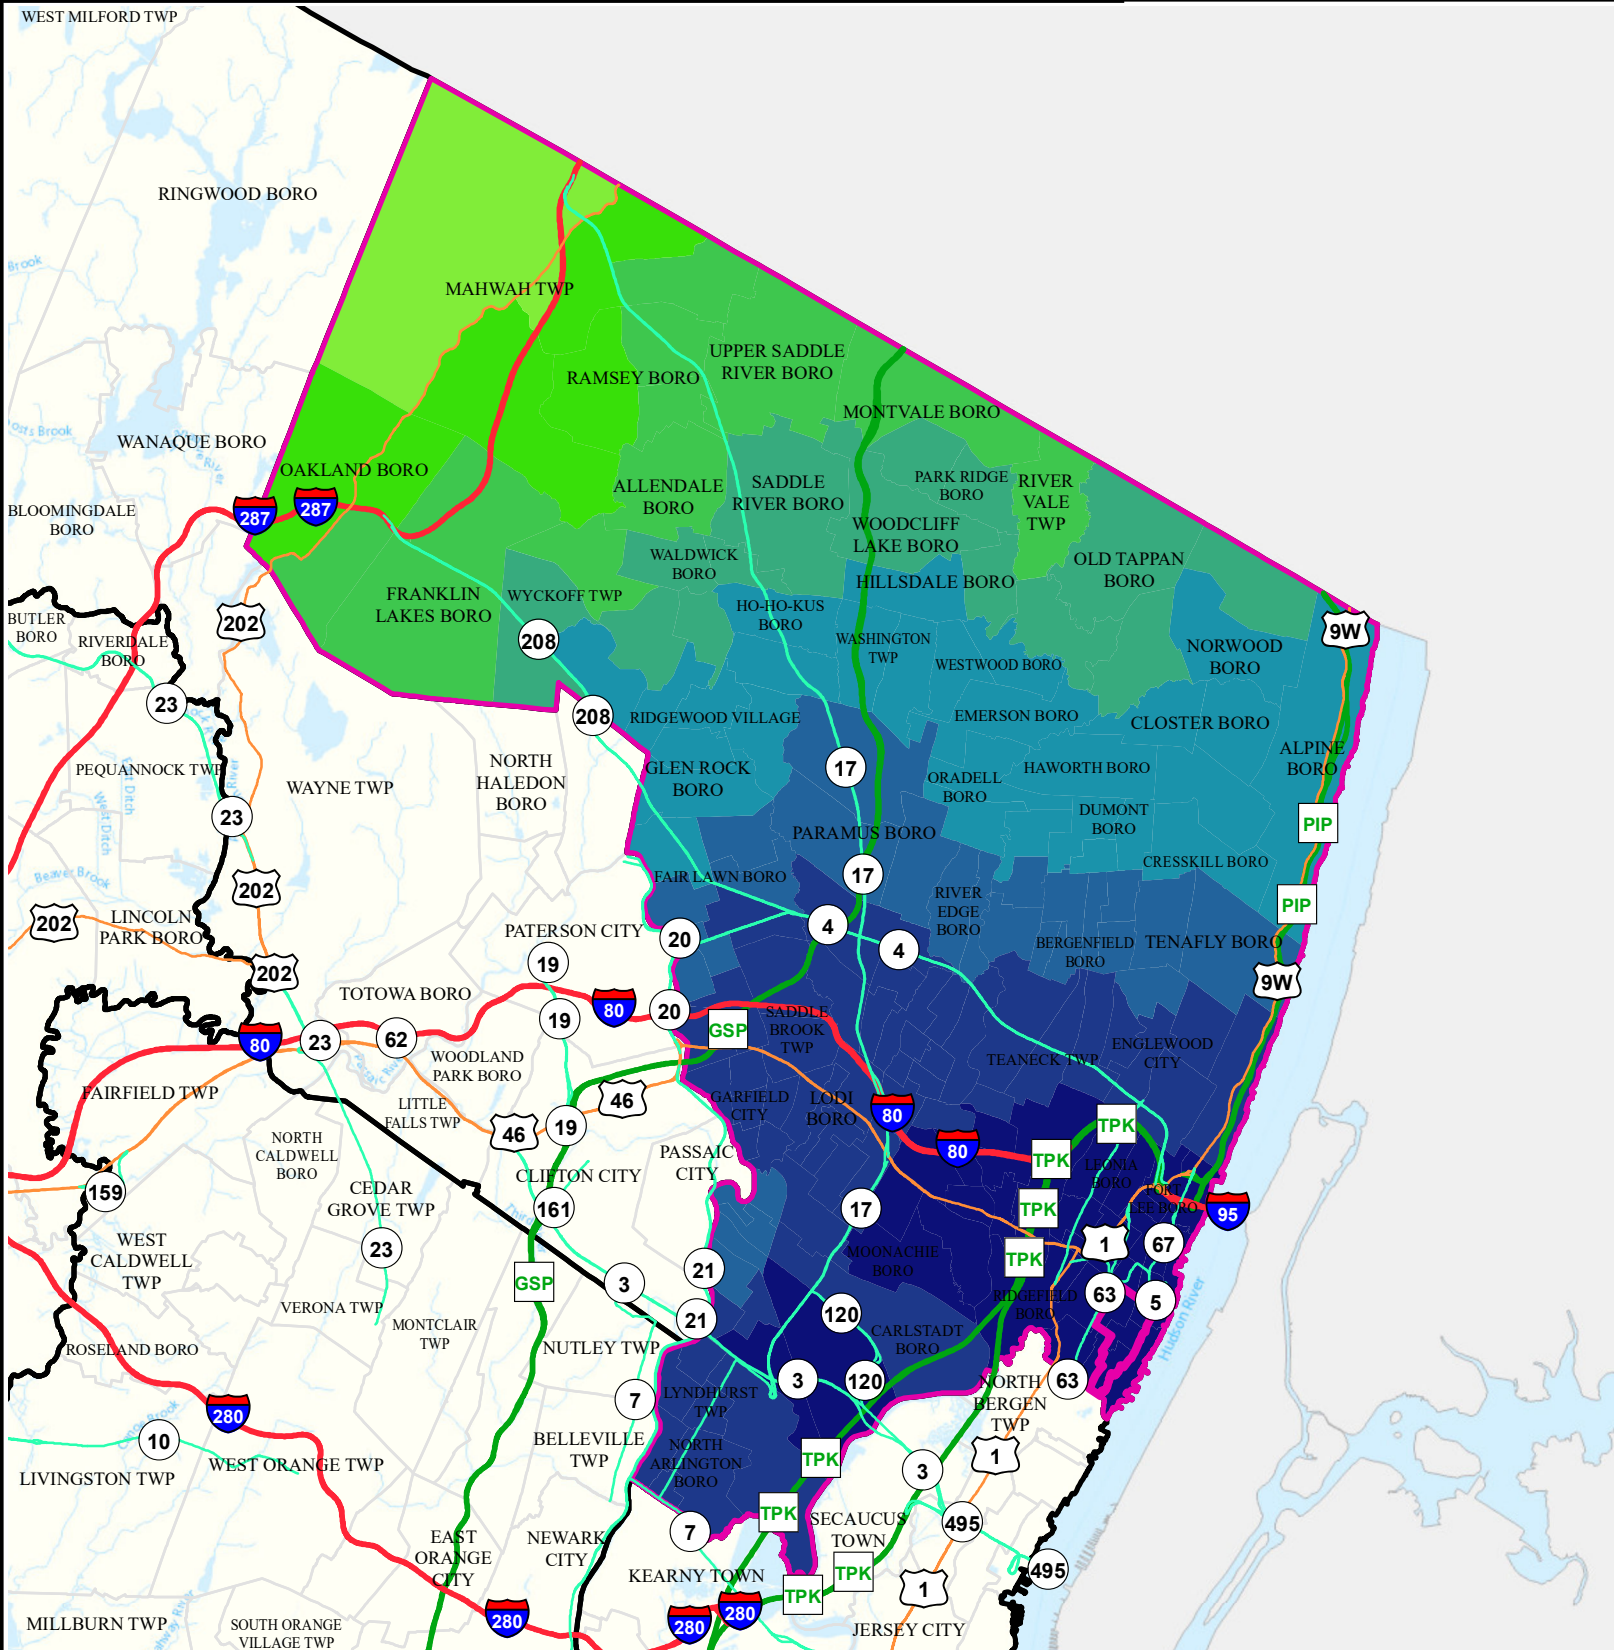 WEST MILFORD TWP
RINGWOOD BORO
MAHWAH TWP
UPPER SADDLE
RIVER BORO
RAMSEY BORO
MONTVALE BORO
WANAQUE BORO
OAKLAND BORO
ALLENDALE
BORO
SADDLE
RIVER BORO
PARK RIDGE
BORO
RIVER
VALE
TWP
BLOOMINGDALE
BORO
287
287
WOODCLIFF
LAKE BORO
WALDWICK
BORO
OLD TAPPAN
BORO
HILLSDALE BORO
FRANKLIN
LAKES BORO
WYCKOFF TWP
HO-HO-KUS
BORO
BUTLER
BORO
RIVERDALE
BORO
202
208
WASHINGTON
TWP
WESTWOOD BORO
NORWOOD
BORO
9W
23
208
RIDGEWOOD VILLAGE
EMERSON BORO
CLOSTER BORO
ALPINE
BORO
PEQUANNOCK TWP
WAYNE TWP
NORTH
HALEDON
BORO
GLEN ROCK
BORO
17
ORADELL
BORO
HAWORTH BORO
23
DUMONT
BORO
PIP
PARAMUS BORO
Beaver Brook
202
FAIR LAWN BORO
17
CRESSKILL BORO
202
LINCOLN
PARK BORO
PATERSON CITY
20
4
4
RIVER
EDGE
BORO
PIP
BERGENFIELD
BORO
TENAFLY BORO
202
19
9W
TOTOWA BORO
80
20
19
GSP
SADDLE
BROOK
TWP
80
23
62
WOODLAND
PARK BORO
TEANECK TWP
ENGLEWOOD
CITY
FAIRFIELD TWP
LITTLE
FALLS TWP
46
46
19
GARFIELD
CITY
LODI
BORO
80
80
TPK
TPK
NORTH
CALDWELL
BORO
PASSAIC
CITY
CLIFTON CITY
LEONIA
BORO
159
CEDAR
GROVE TWP
161
17
TPK
FORT
LEE BORO
95
WEST
CALDWELL
TWP
23
MOONACHIE
BORO
TPK
1
67
21
GSP
3
RIDGEFIELD
BORO
63
5
VERONA TWP
MONTCLAIR
TWP
21
120
CARLSTADT
BORO
Hudson River
ROSELAND BORO
NUTLEY TWP
LYNDHURST
TWP
3
120
NORTH
BERGEN
TWP
63
280
7
10
BELLEVILLE
TWP
NORTH
ARLINGTON
BORO
TPK
3
1
LIVINGSTON TWP
WEST ORANGE TWP
TPK
SECAUCUS
TOWN
495
EAST
ORANGE
CITY
NEWARK
CITY
7
KEARNY TOWN
TPK
TPK
1
495
MILLBURN TWP
SOUTH ORANGE
VILLAGE TWP
280
280
280
JERSEY CITY